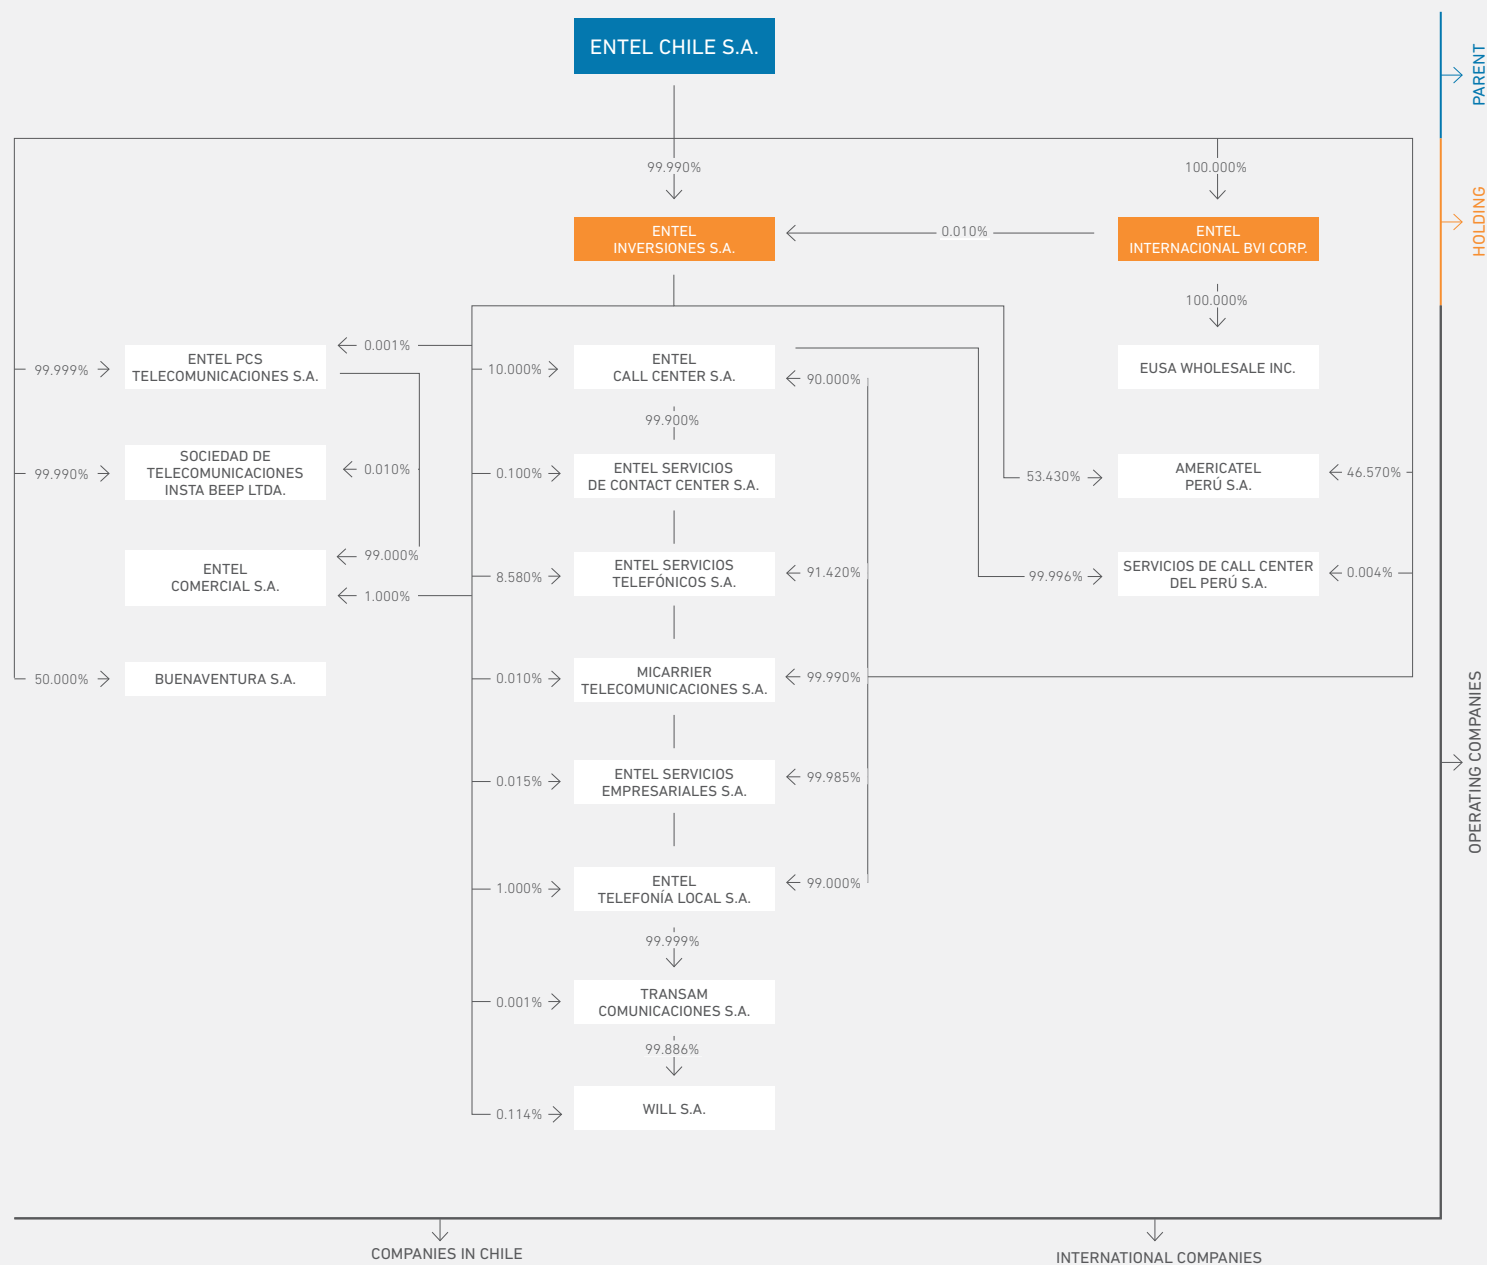 ENTEL CHILE S.A.
PARENT
99.990%
100.000%
HOLDING
ENTEL
INVERSIONES S.A.
0.010%
ENTEL
INTERNACIONAL BVI CORP.
100.000%
99.999%
ENTEL PCS
TELECOMUNICACIONES S.A.
0.001%
10.000%
ENTEL
CALL CENTER S.A.
90.000%
EUSA WHOLESALE INC.
99.900%
99.990%
SOCIEDAD DE
TELECOMUNICACIONES
INSTA BEEP LTDA.
0.010%
0.100%
ENTEL SERVICIOS
DE CONTACT CENTER S.A.
53.430%
AMERICATEL
PERÚ S.A.
46.570%
99.000%
ENTEL
COMERCIAL S.A.
1.000%
8.580%
ENTEL SERVICIOS
TELEFÓNICOS S.A.
91.420%
99.996%
SERVICIOS DE CALL CENTER
DEL PERÚ S.A.
0.004%
50.000%
BUENAVENTURA S.A.
0.010%
MICARRIER
TELECOMUNICACIONES S.A.
99.990%
OPERATING COMPANIES
0.015%
ENTEL SERVICIOS
EMPRESARIALES S.A.
99.985%
1.000%
ENTEL
TELEFONÍA LOCAL S.A.
99.000%
99.999%
0.001%
TRANSAM
COMUNICACIONES S.A.
99.886%
0.114%
WILL S.A.
COMPANIES IN CHILE
INTERNATIONAL COMPANIES